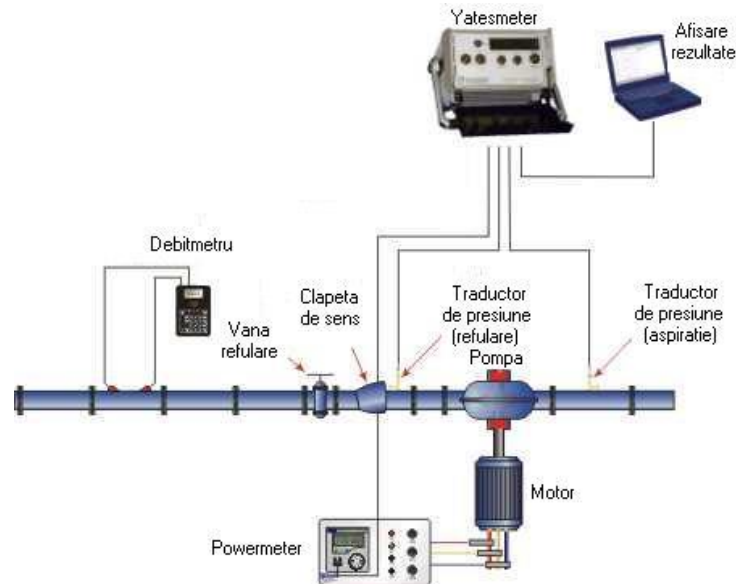 Yatesmeter
Afisare
rezultate
Debitmetru
Vana
refulare
Clapeta
de sens
Traductor
de presiune
(refulare)
Pompa
Traductor
de presiune
(aspiratie)
Motor
Powermeter